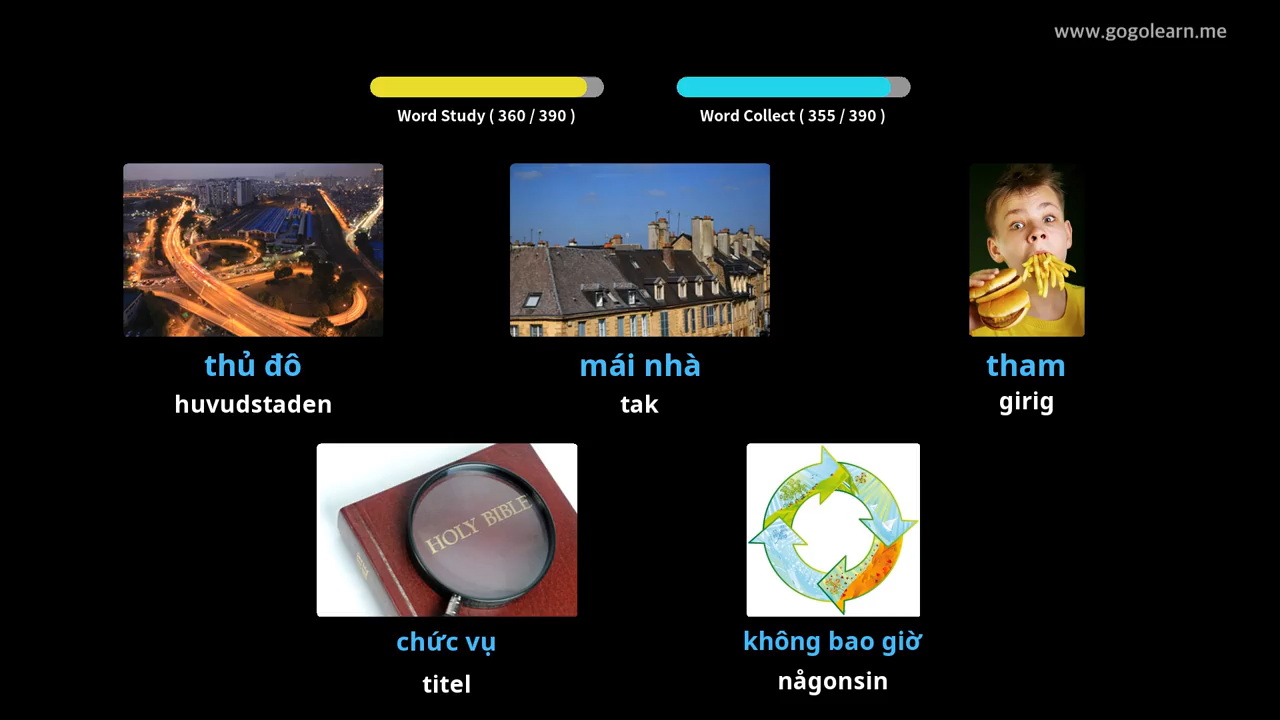 www.gogolearn.me
Word Study ( 360 / 390 )
Word Collect ( 355 / 390 )
thủ đô
mái nhà
tham
huvudstaden
tak
girig
HOLY BIBLE
chức vụ
không bao giờ
titel
någonsin